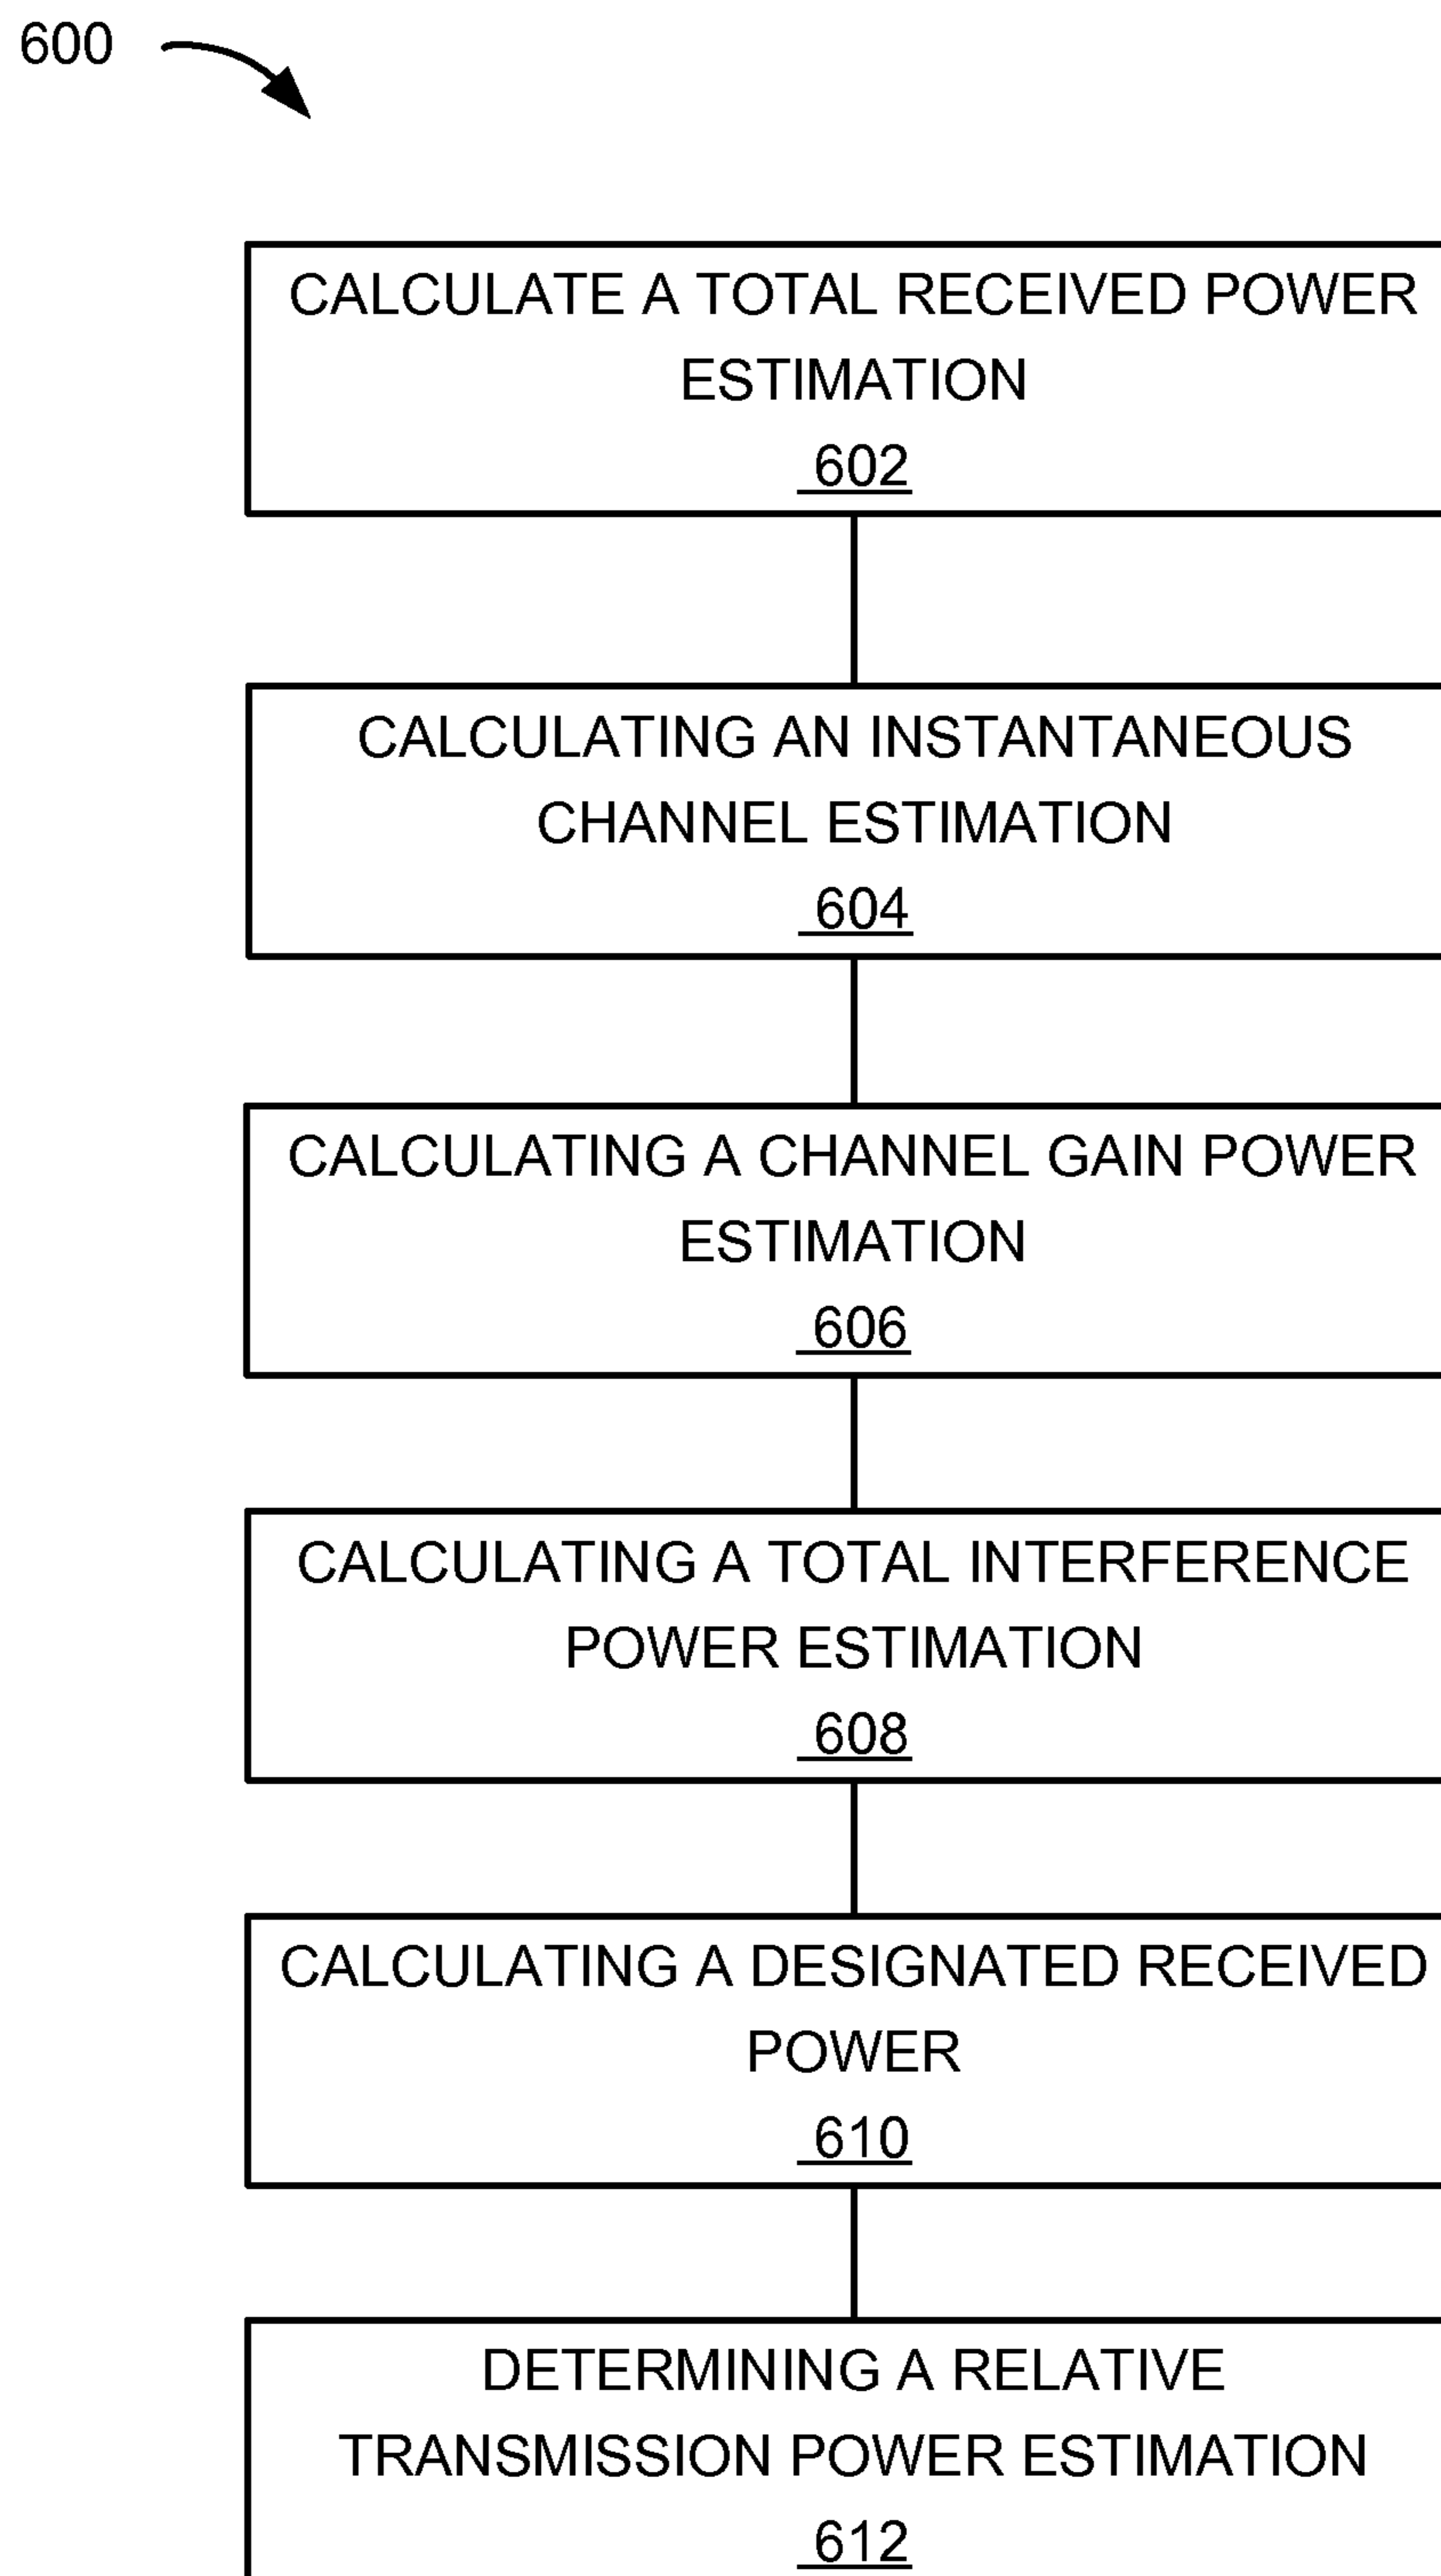 600
CALCULATE A TOTAL RECEIVED POWER
ESTIMATION
602
CALCULATING AN INSTANTANEOUS
CHANNEL ESTIMATION
604
CALCULATING A CHANNEL GAIN POWER
ESTIMATION
606
CALCULATING A TOTAL INTERFERENCE
POWER ESTIMATION
608
CALCULATING A DESIGNATED RECEIVED
POWER
610
DETERMINING A RELATIVE
TRANSMISSION POWER ESTIMATION
612